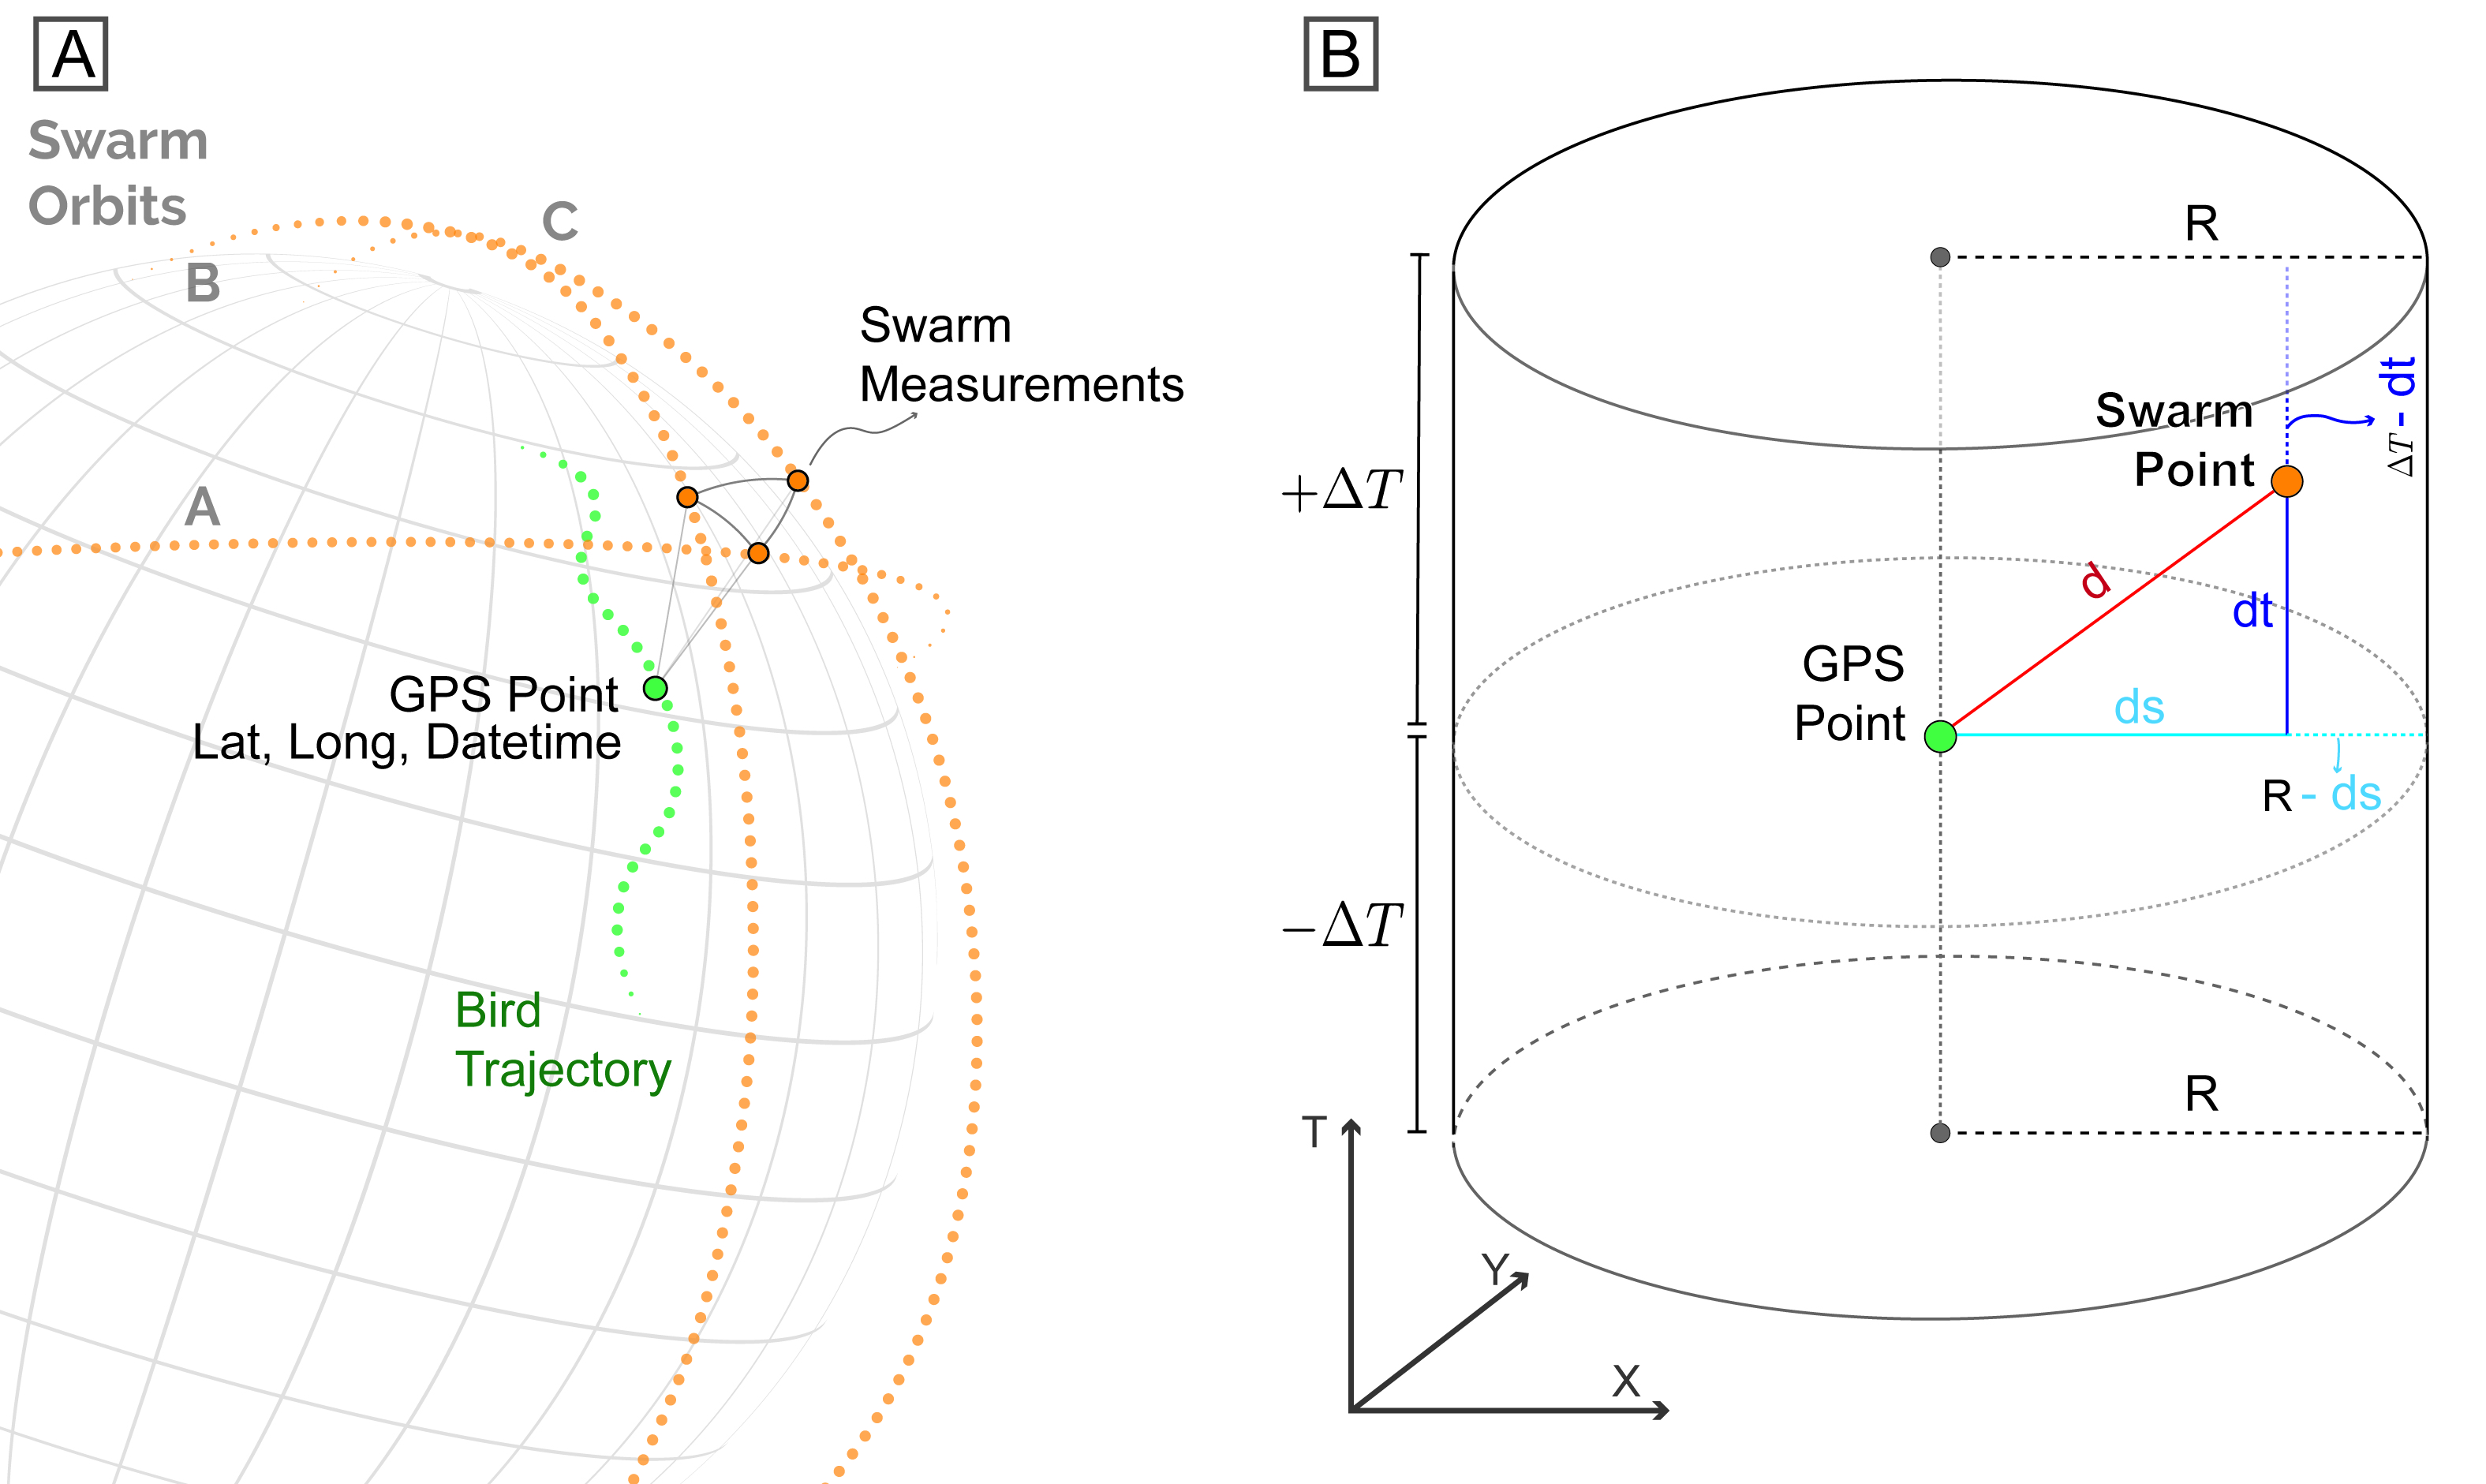 A
Swarm
Orbits
B
C
A
Swarm
Measurements
GPS Point
Lat, Long, Datetime
Bird
Trajectory
B
R
+ΔT
Swarm
Point
ΔT - dt
d
dt
GPS
Point
ds
R - ds
−ΔT
R
T
Y
X